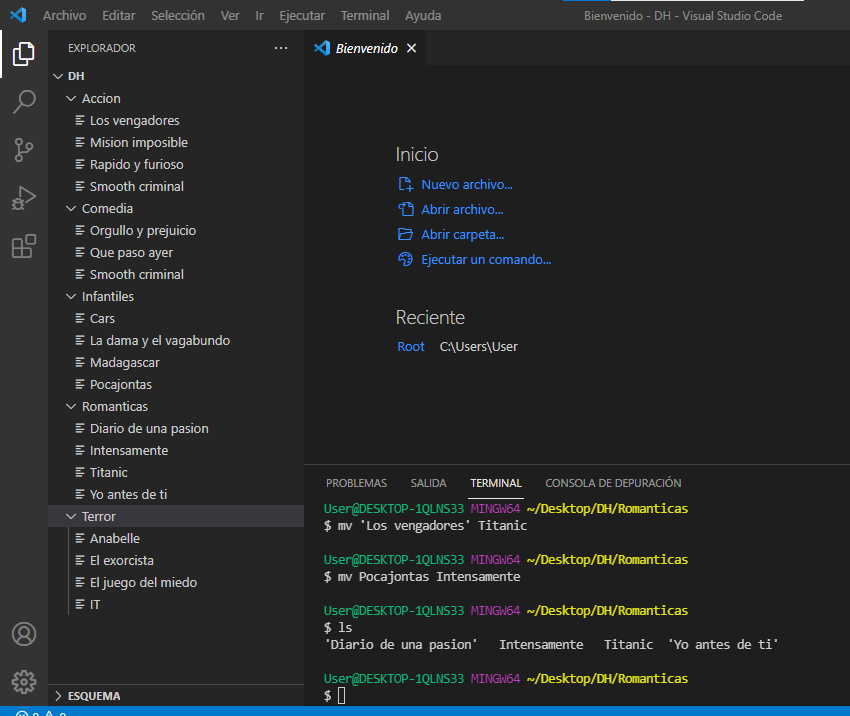 Archivo Editar Selección Ver Ir Ejecutar Terminal Ayuda Bienvenido - DH - Visual Studio Code
EXPLORADOR ...
DH
Accion
Los vengadores
Mision imposible
Rapido y furioso
Smooth criminal
Comedia
Orgullo y prejuicio
Que paso ayer
Smooth criminal
Infantiles
Cars
La dama y el vagabundo
Madagascar
Pocajontas
Romanticas
Diario de una pasion
Intensamente
Titanic
Yo antes de ti
Terror
Anabelle
El exorcista
El juego del miedo
IT
ESQUEMA
Bienvenido
Inicio
Nuevo archivo...
Abrir archivo...
Abrir carpeta...
Ejecutar un comando...
Reciente
Root C:\Users\User
PROBLEMAS SALIDA TERMINAL CONSOLA DE DEPURACIÓN
User@DESKTOP-1QLNS33 MINGW64 ~/Desktop/DH/Romanticas
$ mv 'Los vengadores' Titanic
User@DESKTOP-1QLNS33 MINGW64 ~/Desktop/DH/Romanticas
$ mv Pocajontas Intensamente
User@DESKTOP-1QLNS33 MINGW64 ~/Desktop/DH/Romanticas
$ ls
'Diario de una pasion' Intensamente Titanic 'Yo antes de ti'
User@DESKTOP-1QLNS33 MINGW64 ~/Desktop/DH/Romanticas
$